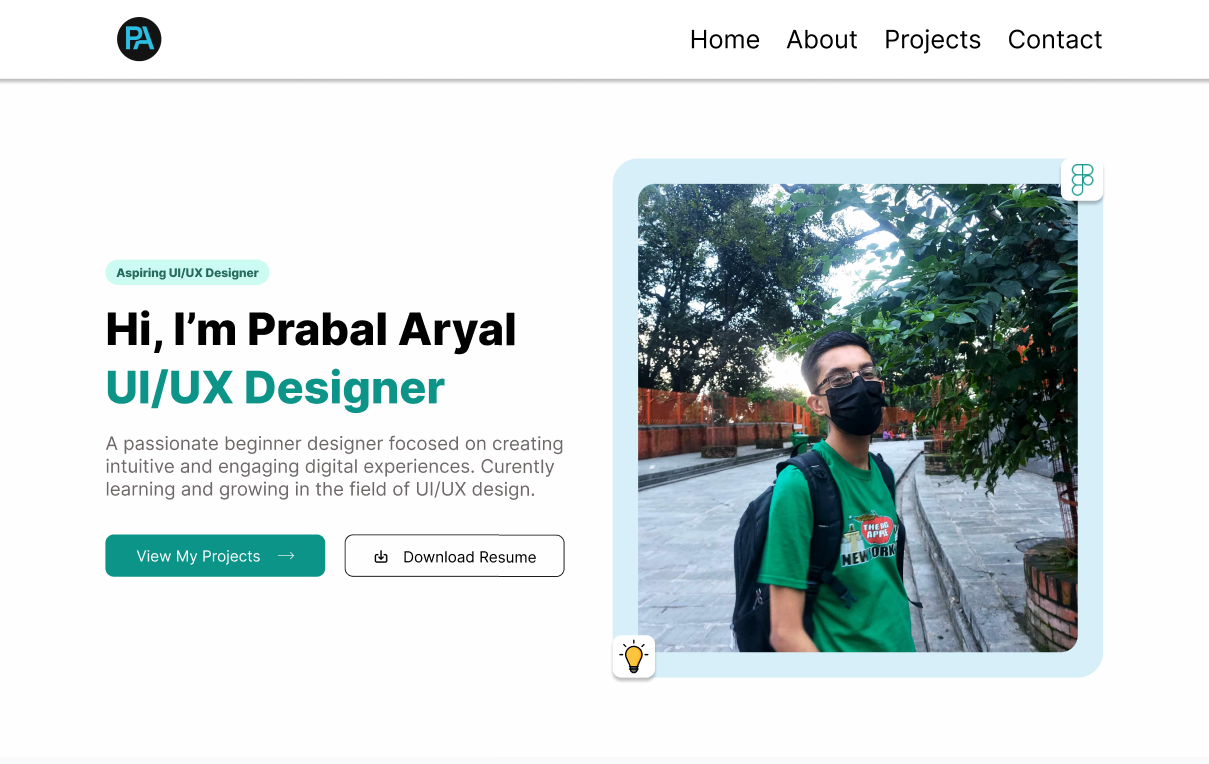 PA
Home About Projects Contact
Aspiring UI/UX Designer
Hi, I’m Prabal Aryal
UI/UX Designer
A passionate beginner designer focosed on creating
intuitive and engaging digital experiences. Curently
learning and growing in the field of UI/UX design.
View My Projects
Download Resume
THE BIG
APPLE
NEW YORK